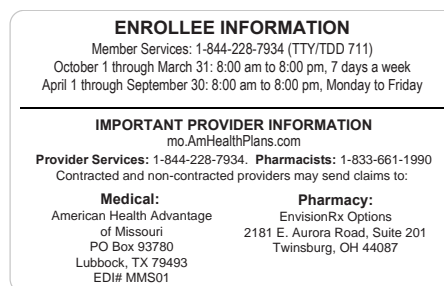 ENROLLEE INFORMATION
Member Services: 1-844-228-7934 (TTY/TDD 711)
October 1 through March 31: 8:00 am to 8:00 pm, 7 days a week
April 1 through September 30: 8:00 am to 8:00 pm, Monday to Friday
IMPORTANT PROVIDER INFORMATION
mo.AmHealthPlans.com
Provider Services: 1-844-228-7934. Pharmacists: 1-833-661-1990
Contracted and non-contracted providers may send claims to:
Medical:
American Health Advantage
of Missouri
PO Box 93780
Lubbock, TX 79493
EDI# MMS01
Pharmacy:
EnvisionRx Options
2181 E. Aurora Road, Suite 201
Twinsburg, OH 44087